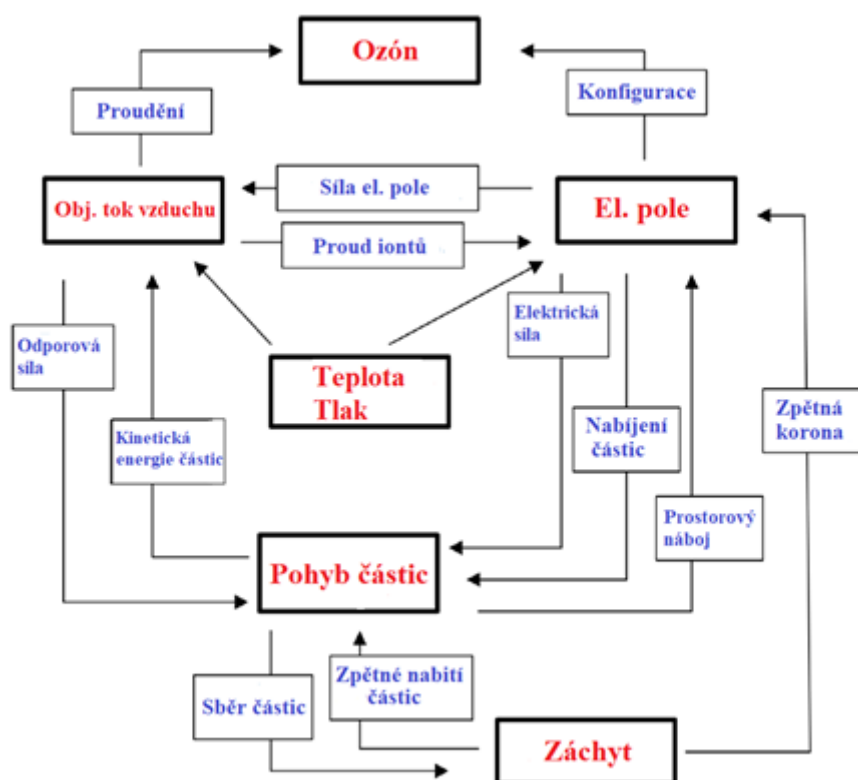 Ozón
Proudění
Konfigurace
Síla el. pole
Obj. tok vzduchu
El. pole
Proud iontů
Elektrická
síla
Odporová
síla
Teplota
Tlak
Kinetická
energie částic
Nabíjení
částic
Zpětná
korona
Prostorový
náboj
Pohyb částic
Zpětné nabití
částic
Sběr částic
Záchyt